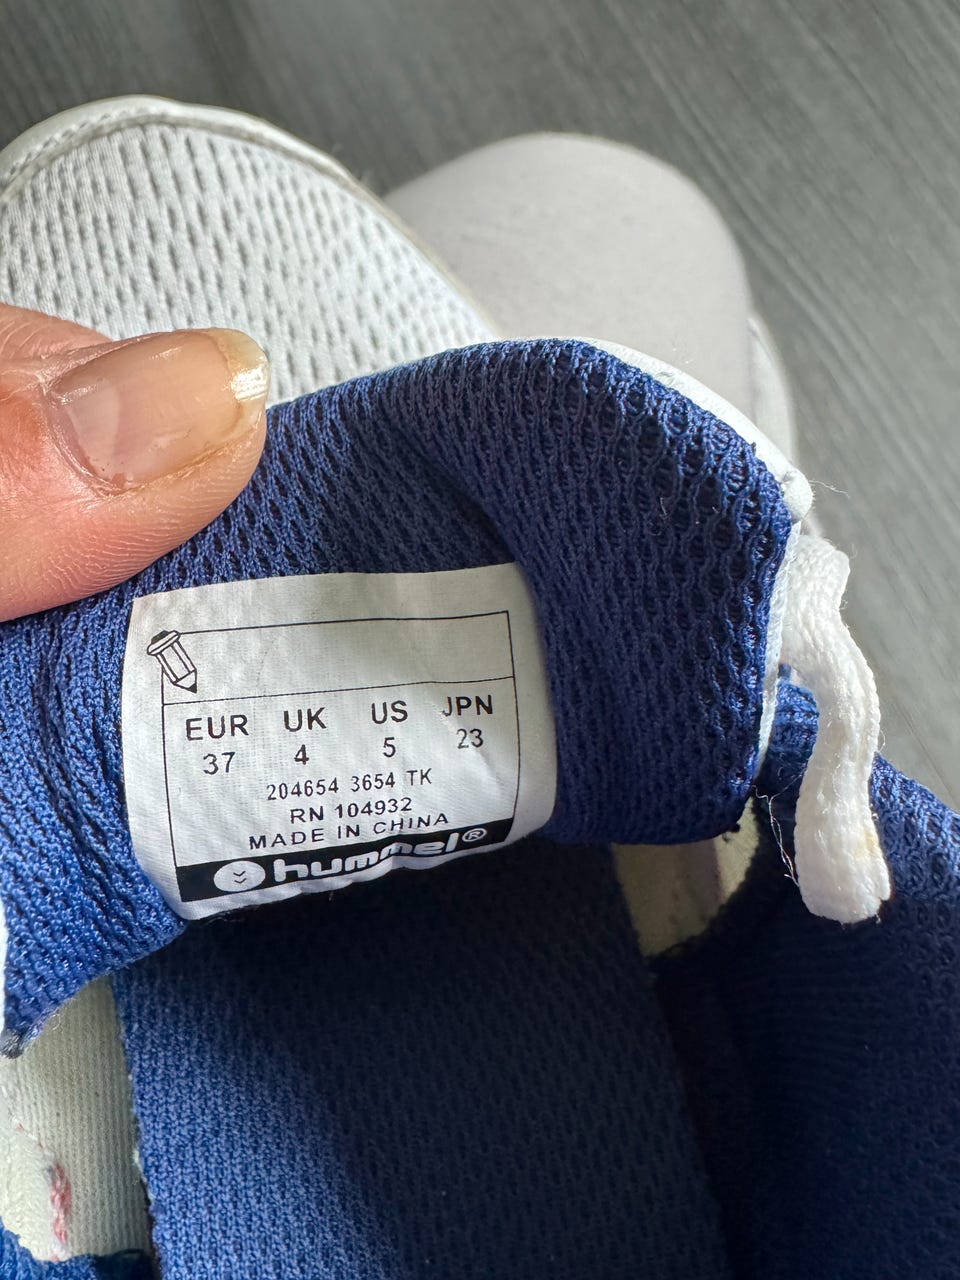 EUR UK US JPN
37 4 5 23
204654 3654 TK
RN 104932
MADE IN CHINA
hummel®